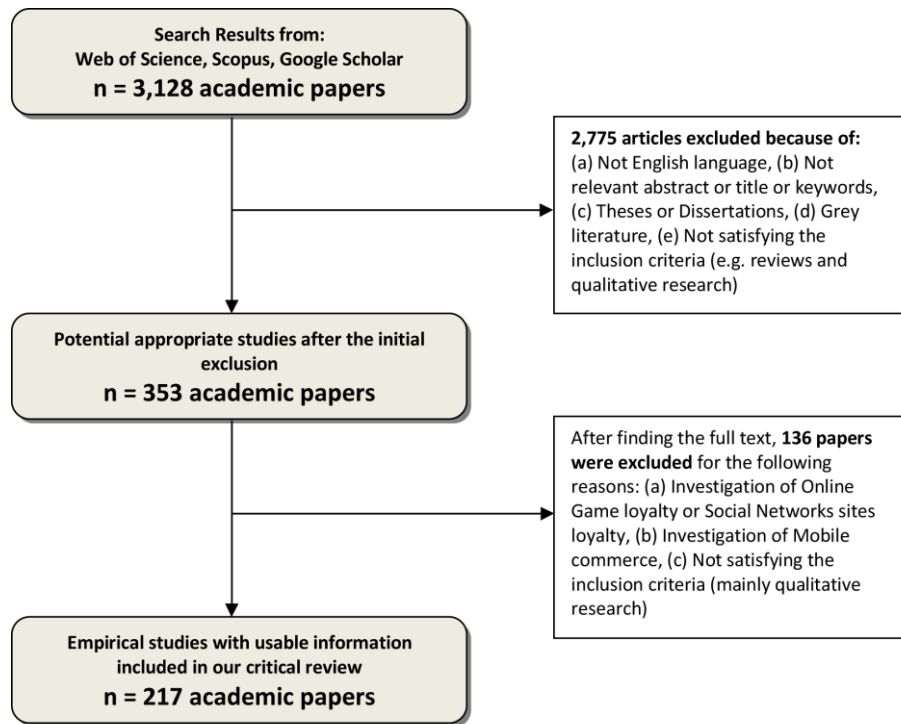 Search Results from:
Web of Science, Scopus, Google Scholar
n = 3,128 academic papers
2,775 articles excluded because of:
(a) Not English language, (b) Not
relevant abstract or title or keywords,
(c) Theses or Dissertations, (d) Grey
literature, (e) Not satisfying the
inclusion criteria (e.g. reviews and
qualitative research)
Potential appropriate studies after the initial
exclusion
n = 353 academic papers
After finding the full text, 136 papers
were excluded for the following
reasons: (a) Investigation of Online
Game loyalty or Social Networks sites
loyalty, (b) Investigation of Mobile
commerce, (c) Not satisfying the
inclusion criteria (mainly qualitative
research)
Empirical studies with usable information
included in our critical review
n = 217 academic papers